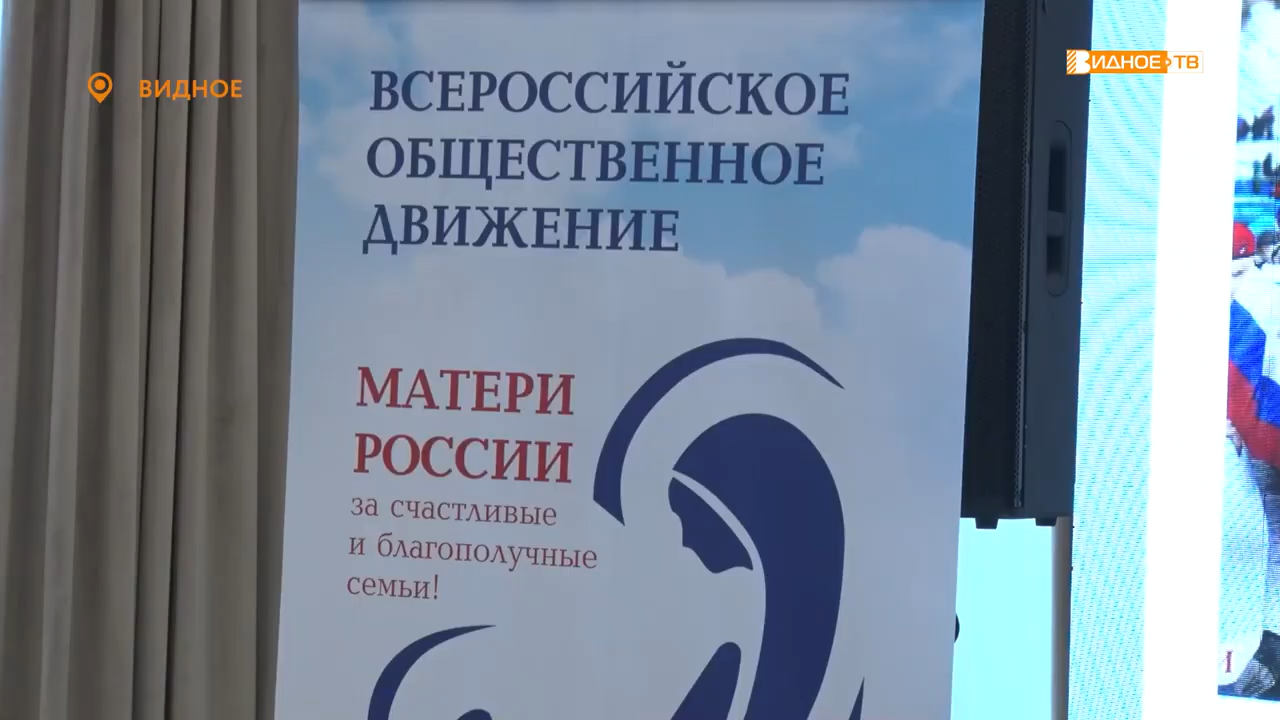 ВИДНОЕ
ВИДНОЕ ТВ
ВСЕРОССИЙСКОЕ
ОБЩЕСТВЕННОЕ
ДВИЖЕНИЕ
МАТЕРИ
РОССИИ
за счастливые
и благополучные
семьи!